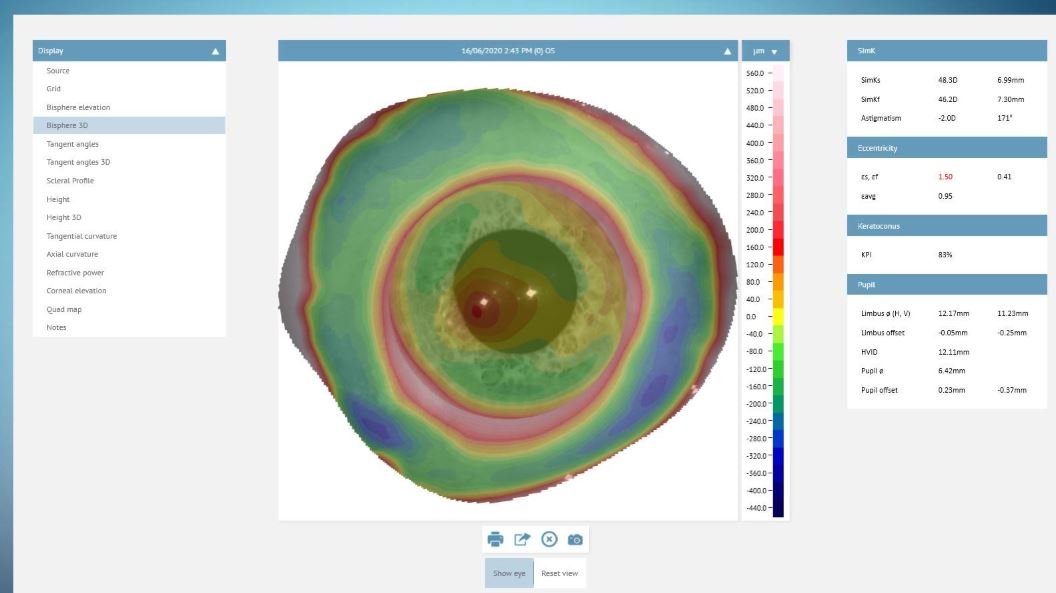 Display
Source
Grid
Bisphere elevation
Bisphere 3D
Tangent angles
Tangent angles 3D
Scleral Profile
Height
Height 3D
Tangential curvature
Axial curvature
Refractive power
Corneal elevation
Quad map
Notes
16/06/2020 2:43 PM (0) OS
µm
560.0
520.0
480.0
440.0
400.0
360.0
320.0
280.0
240.0
200.0
160.0
120.0
80.0
40.0
0.0
-40.0
-80.0
-120.0
-160.0
-200.0
-240.0
-280.0
-320.0
-360.0
-400.0
-440.0
Show eye Reset view
SimK
SimKs 48.3D 6.99mm
SimKf 46.2D 7.30mm
Astigmatism -2.0D 171°
Eccentricity
εs, εf 1.50 0.41
εavg 0.95
Keratoconus
KPI 83%
Pupil
Limbus ø (H, V) 12.17mm 11.23mm
Limbus offset -0.05mm -0.25mm
HVID 12.11mm
Pupil ø 6.42mm
Pupil offset 0.23mm -0.37mm